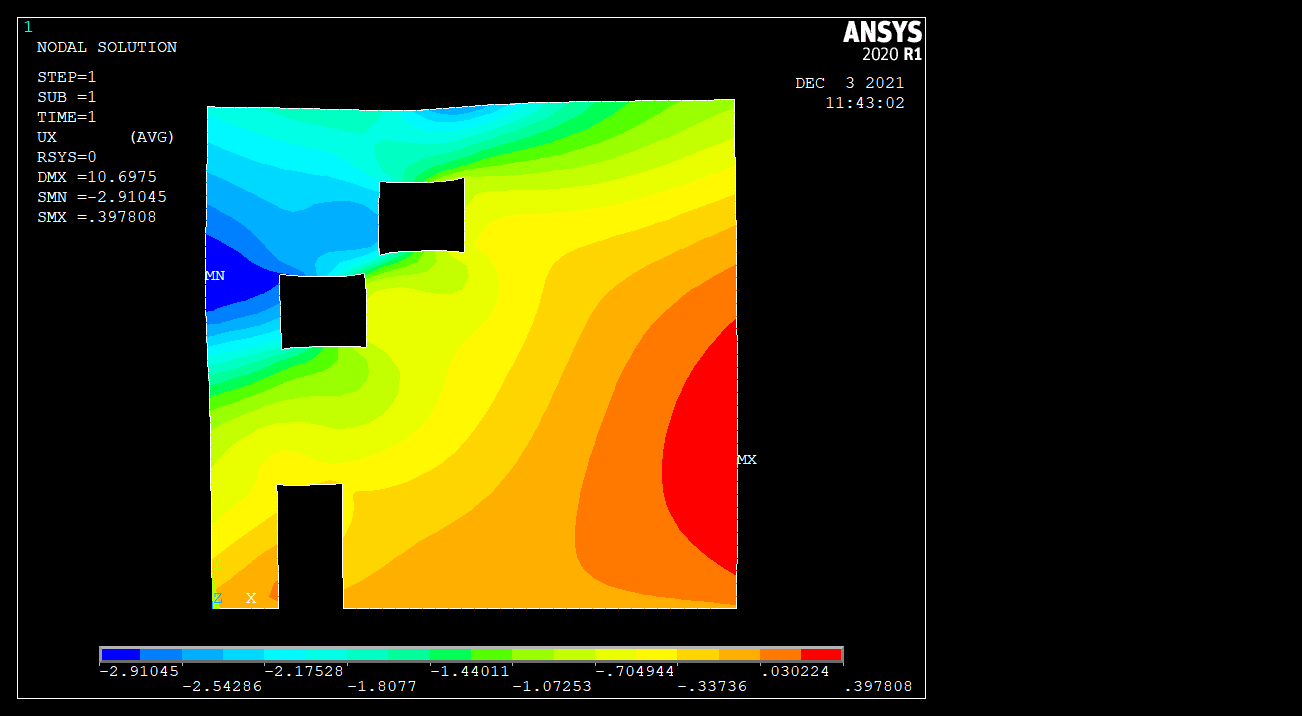 1
NODAL SOLUTION
STEP=1
SUB =1
TIME=1
UX (AVG)
RSYS=0
DMX =10.6975
SMN =-2.91045
SMX =.397808
ANSYS
2020 R1
DEC 3 2021
11:43:02
MN
MX
Z X
-2.91045 -2.17528 -1.44011 -.704944 .030224
-2.54286 -1.8077 -1.07253 -.33736 .397808